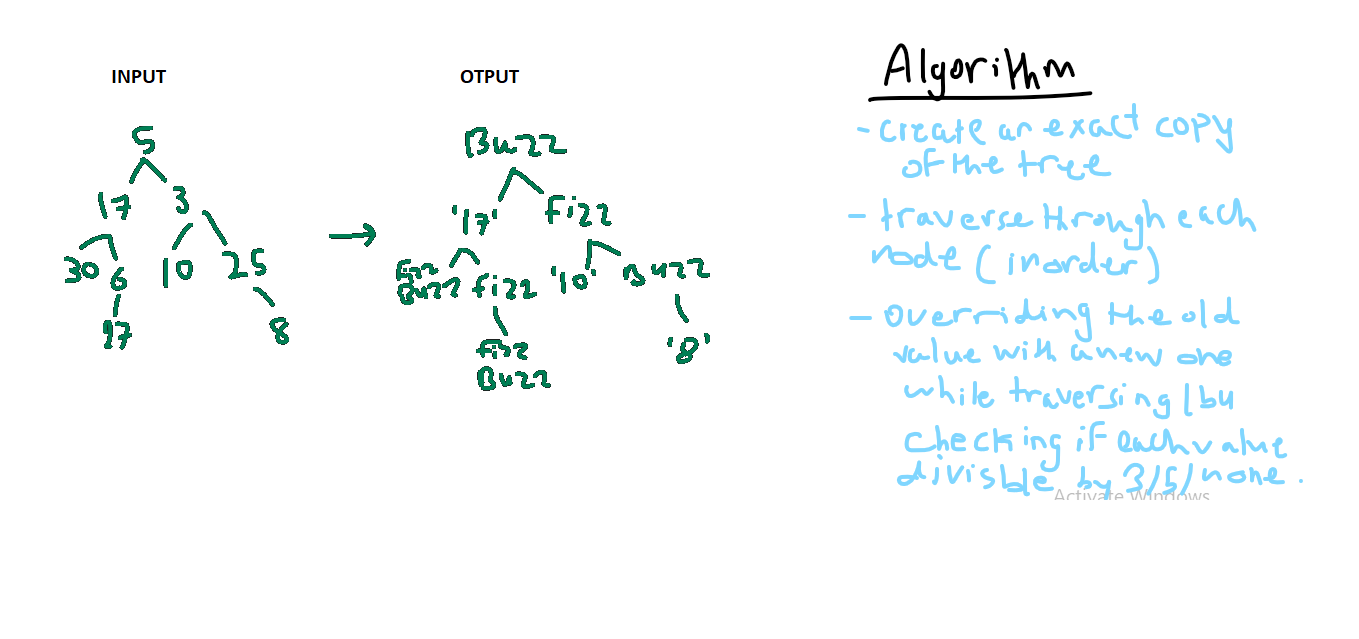 INPUT
OTPUT
Algorithm
5
17 3
30 6 10 25
97 8
Buzz
'17' Fizz
Fizz
Buzz Fizz '10' Buzz
Fizz
Buzz '8'
- create an exact copy
of the tree
- traverse through each
node (inorder)
- overriding the old
value with a new one
while traversing / by
checking if each value
divisble by 3/5/none.
Activate Windows